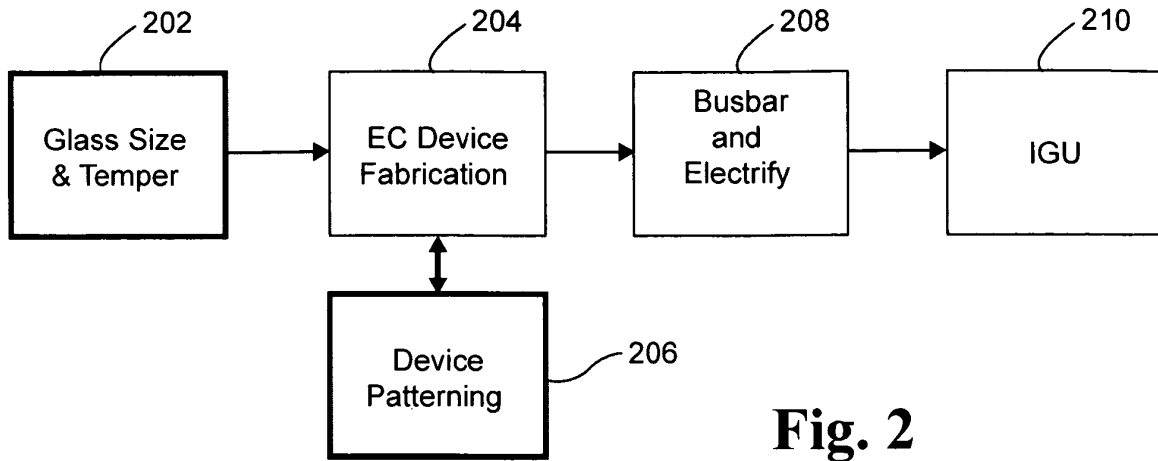 202
204
208
210
Glass Size
& Temper
EC Device
Fabrication
Busbar
and
Electrify
IGU
Device
Patterning
206
Fig. 2